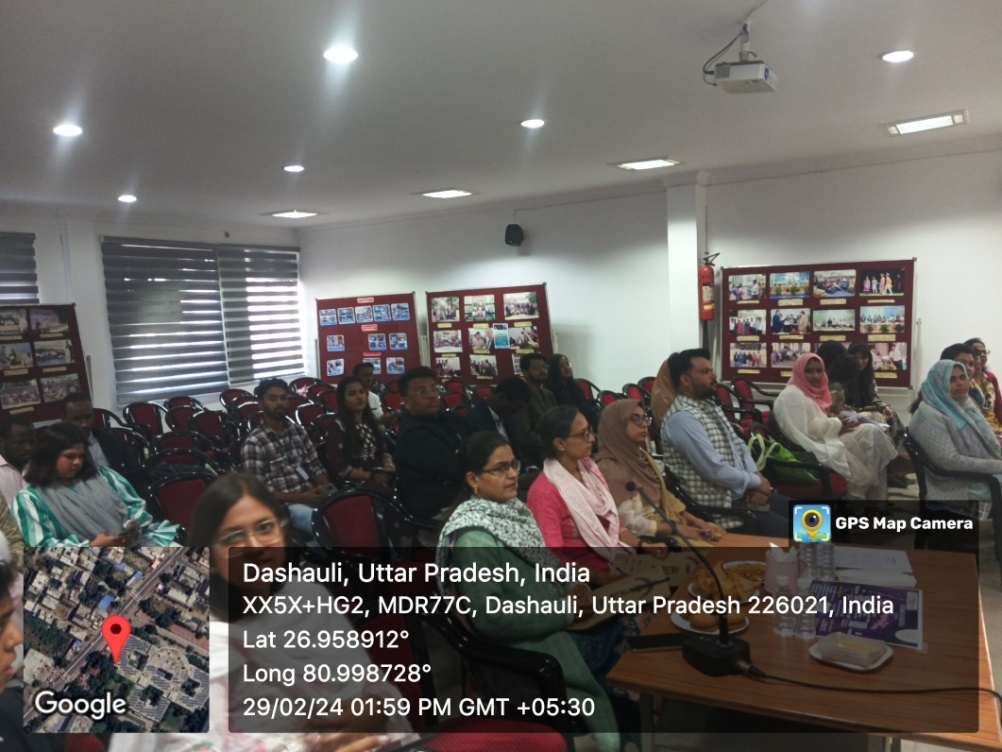 GPS Map Camera
Dashauli, Uttar Pradesh, India
XX5X+HG2, MDR77C, Dashauli, Uttar Pradesh 226021, India
Lat 26.958912°
Long 80.998728°
29/02/24 01:59 PM GMT +05:30
Google